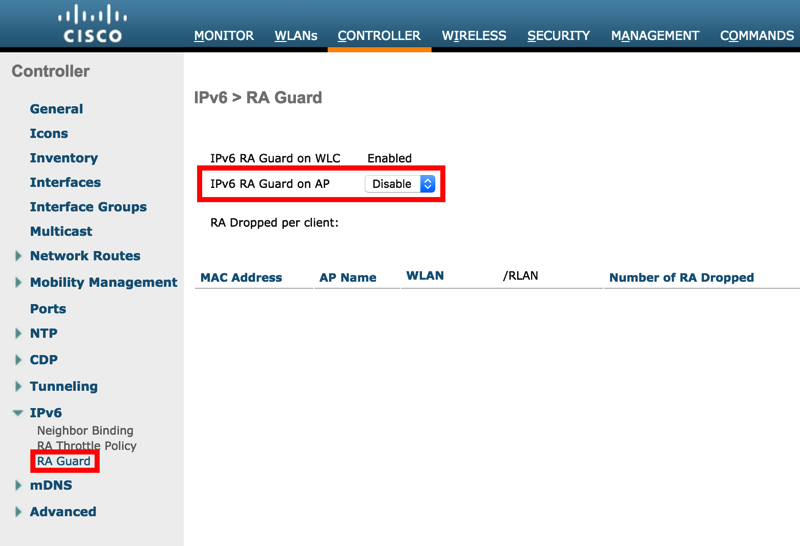 CISCO
MONITOR WLANs CONTROLLER WIRELESS SECURITY MANAGEMENT COMMANDS
Controller
General
Icons
Inventory
Interfaces
Interface Groups
Multicast
Network Routes
Mobility Management
Ports
NTP
CDP
Tunneling
IPv6
Neighbor Binding
RA Throttle Policy
RA Guard
mDNS
Advanced
IPv6 > RA Guard
IPv6 RA Guard on WLC Enabled
IPv6 RA Guard on AP Disable
RA Dropped per client:
MAC Address AP Name WLAN /RLAN Number of RA Dropped